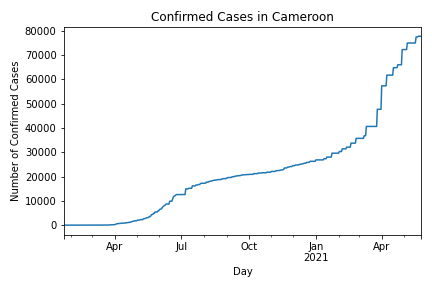 Confirmed Cases in Cameroon
80000
70000
60000
50000
40000
30000
20000
10000
0
Number of Confirmed Cases
Apr Jul Oct Jan Apr
2021
Day